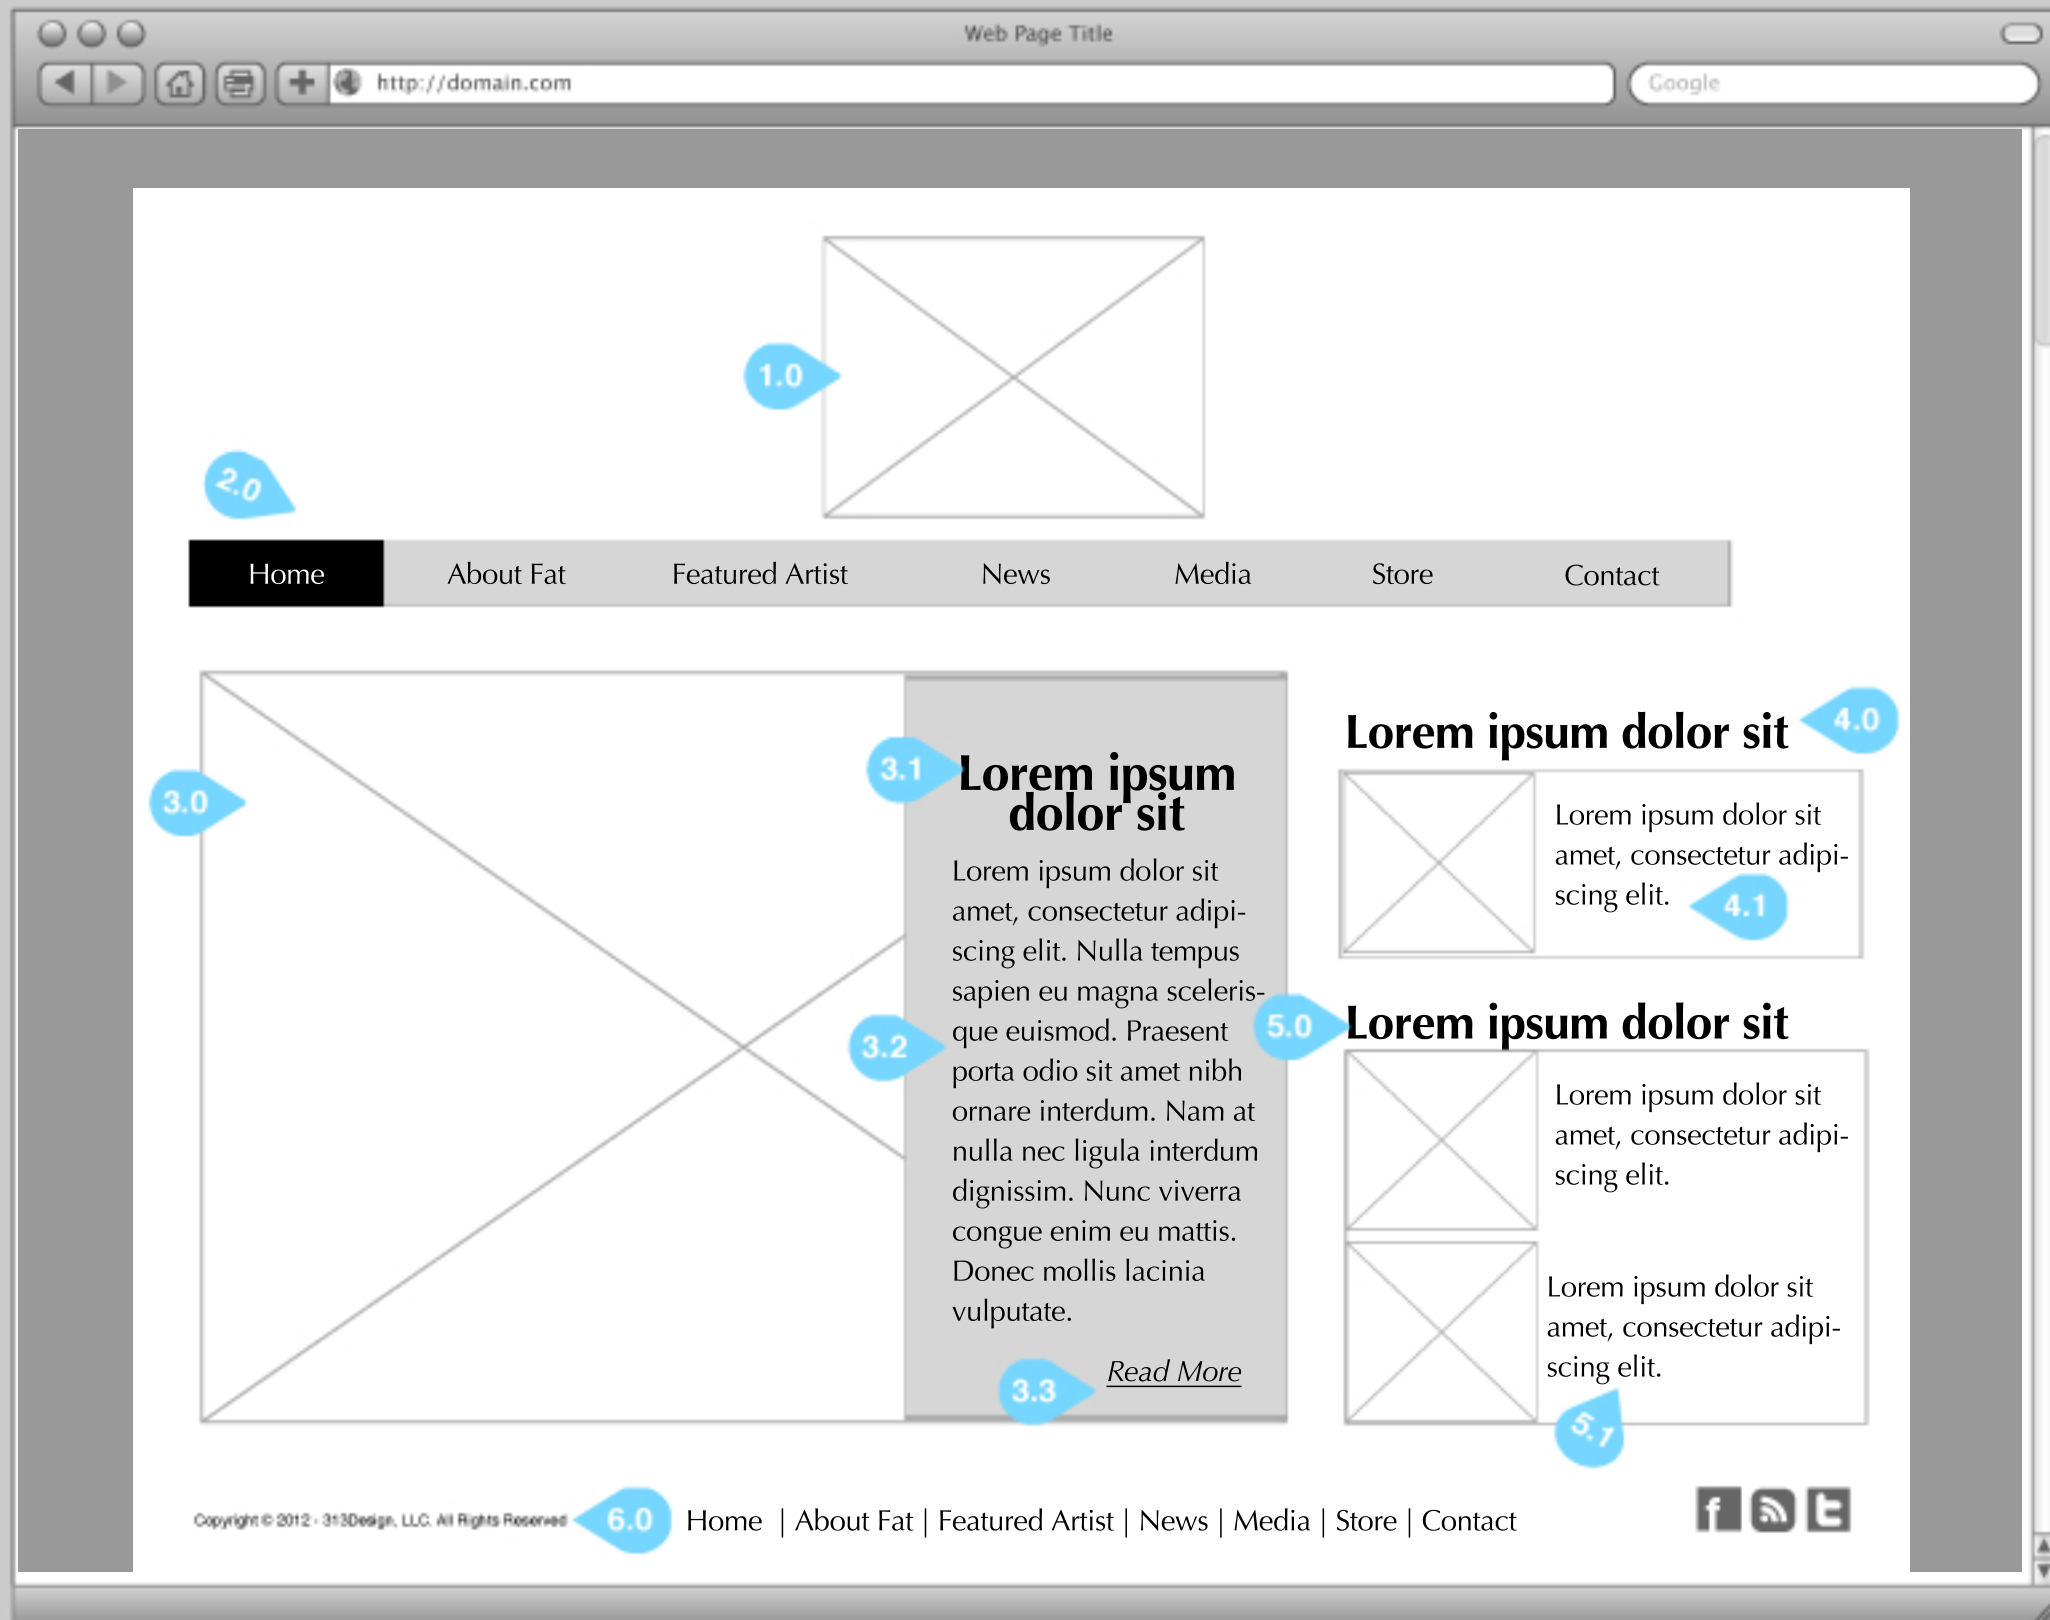 Web Page Title
http://domain.com
Google
1.0
2.0
Home About Fat Featured Artist News Media Store Contact
3.0
3.1
Lorem ipsum
dolor sit
Lorem ipsum dolor sit
amet, consectetur adipi-
scing elit. Nulla tempus
sapien eu magna sceleris-
que euismod. Praesent
porta odio sit amet nibh
ornare interdum. Nam at
nulla nec ligula interdum
dignissim. Nunc viverra
congue enim eu mattis.
Donec mollis lacinia
vulputate.
3.2
3.3
Read More
Lorem ipsum dolor sit
4.0
Lorem ipsum dolor sit
amet, consectetur adipi-
scing elit.
4.1
5.0
Lorem ipsum dolor sit
Lorem ipsum dolor sit
amet, consectetur adipi-
scing elit.
Lorem ipsum dolor sit
amet, consectetur adipi-
scing elit.
5.1
Copyright © 2012 - 313Design, LLC. All Rights Reserved
6.0
Home | About Fat | Featured Artist | News | Media | Store | Contact
f t